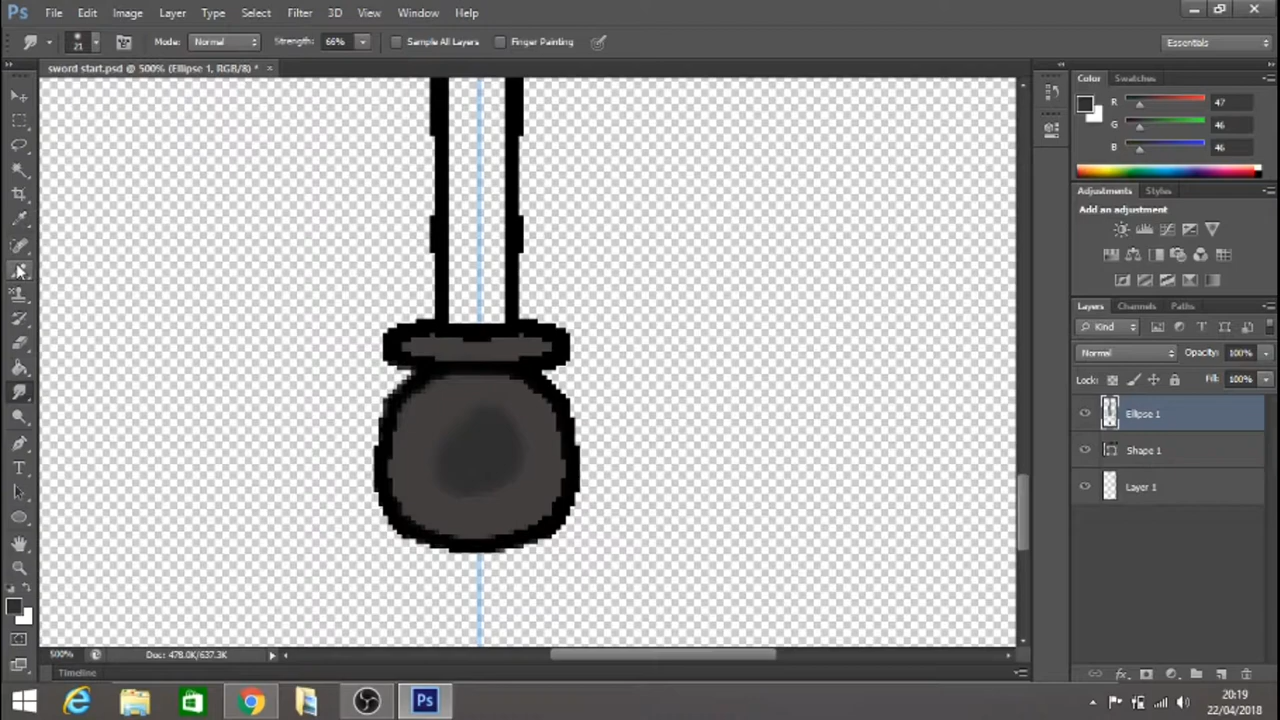 Ps File Edit Image Layer Type Select Filter 3D View Window Help
21 Mode: Normal Strength: 66% Sample All Layers Finger Painting Essentials
sword start.psd @ 500% (Ellipse 1, RGB/8) * ×
Color Swatches
R 47
G 46
B 46
Adjustments Styles
Add an adjustment
Layers Channels Paths
Kind
Normal Opacity: 100%
Lock: Fill: 100%
Ellipse 1
Shape 1
Layer 1
500% Doc: 478.0K/637.3K
Timeline
Ps
20:19
22/04/2018